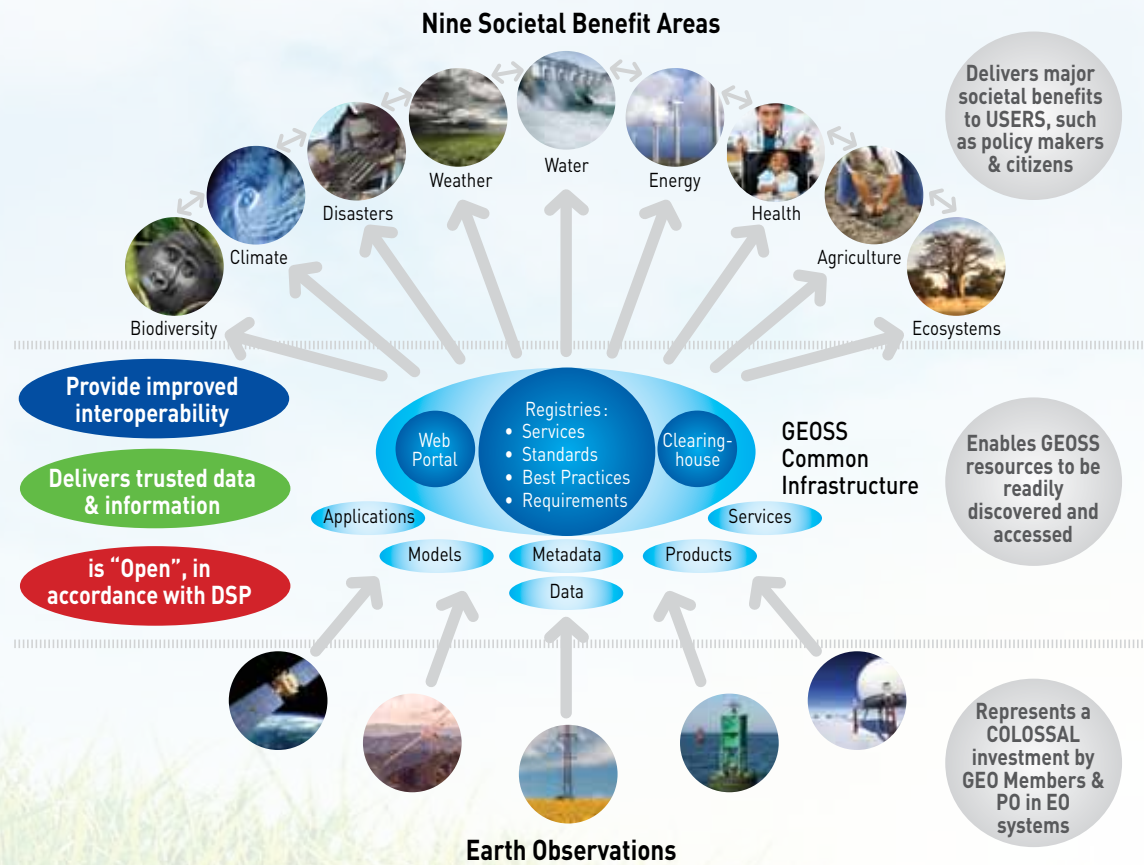 Nine Societal Benefit Areas
Delivers major
societal benefits
to USERS, such
as policy makers
& citizens
Water
Weather
Energy
Disasters
Health
Climate
Agriculture
Biodiversity
Ecosystems
Provide improved
interoperability
Delivers trusted data
& information
is “Open”, in
accordance with DSP
Web
Portal
Registries:
• Services
• Standards
• Best Practices
• Requirements
Clearing-
house
GEOSS
Common
Infrastructure
Applications
Models
Metadata
Data
Products
Services
Enables GEOSS
resources to be
readily
discovered and
accessed
Represents a
COLOSSAL
investment by
GEO Members &
PO in EO
systems
Earth Observations